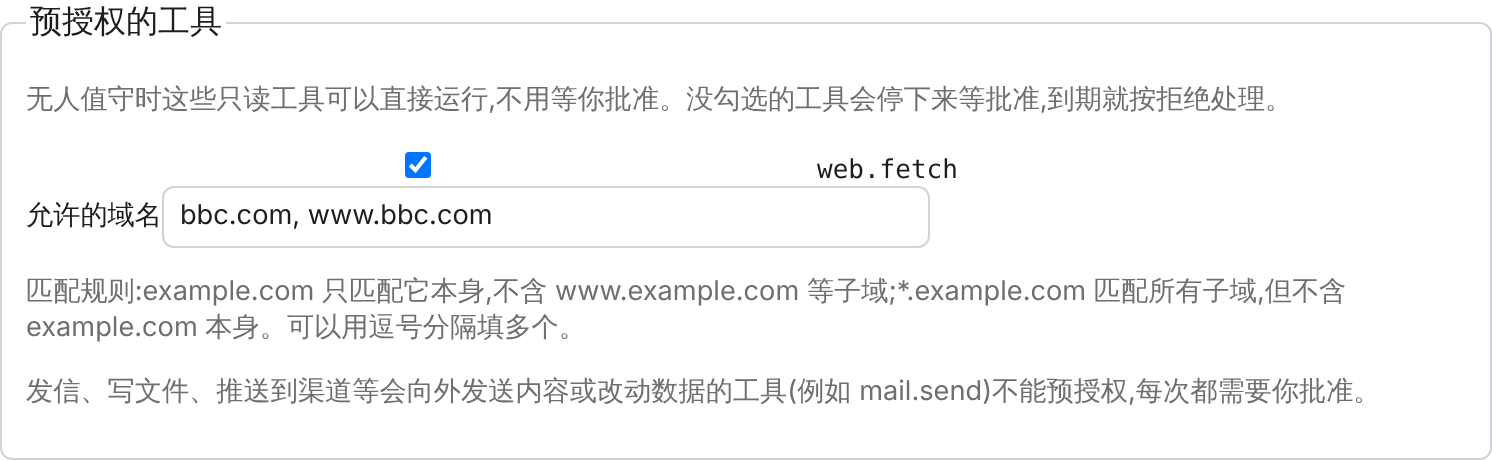 预授权的工具
无人值守时这些只读工具可以直接运行,不用等你批准。没勾选的工具会停下来等批准,到期就按拒绝处理。
web.fetch
允许的域名 bbc.com, www.bbc.com
匹配规则:example.com 只匹配它本身,不含 www.example.com 等子域;*.example.com 匹配所有子域,但不含
example.com 本身。可以用逗号分隔填多个。
发信、写文件、推送到渠道等会向外发送内容或改动数据的工具(例如 mail.send)不能预授权,每次都需要你批准。